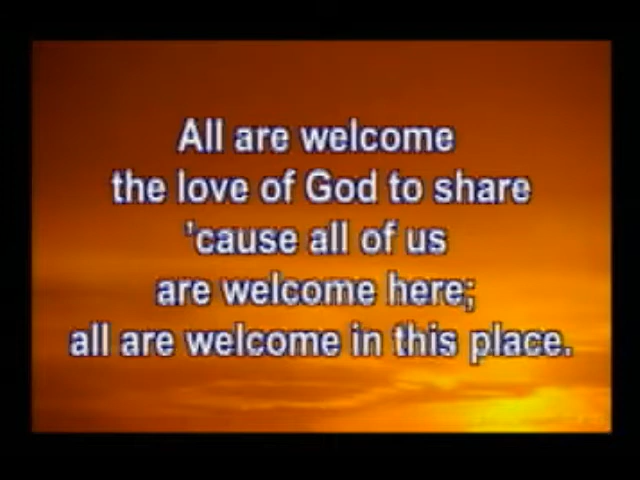 All are welcome
the love of God to share
'cause all of us
are welcome here;
all are welcome in this place.